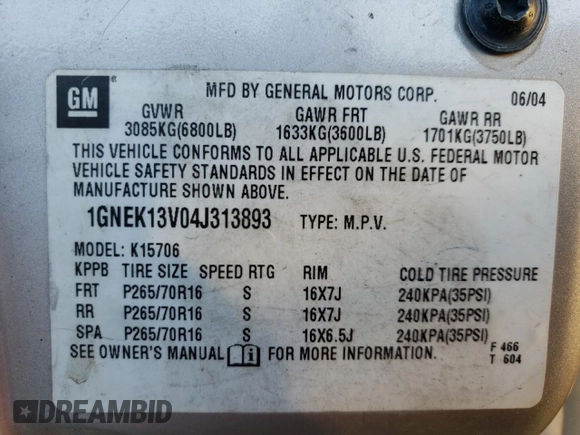 GM
MFD BY GENERAL MOTORS CORP. 06/04
GVWR GAWR FRT GAWR RR
3085KG(6800LB) 1633KG(3600LB) 1701KG(3750LB)
THIS VEHICLE CONFORMS TO ALL APPLICABLE U.S. FEDERAL MOTOR
VEHICLE SAFETY STANDARDS IN EFFECT ON THE DATE OF
MANUFACTURE SHOWN ABOVE.
1GNEK13V04J313893 TYPE: M.P.V.
MODEL: K15706
KPPB TIRE SIZE SPEED RTG RIM COLD TIRE PRESSURE
FRT P265/70R16 S 16X7J 240KPA(35PSI)
RR P265/70R16 S 16X7J 240KPA(35PSI)
SPA P265/70R16 S 16X6.5J 240KPA(35PSI)
SEE OWNER'S MANUAL i FOR MORE INFORMATION. F 466
T 604
DREAMBID